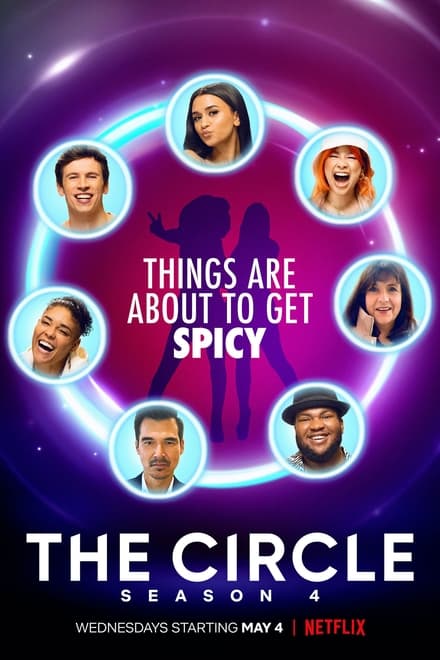 THINGS ARE
ABOUT TO GET
SPICY
THE CIRCLE
SEASON 4
WEDNESDAYS STARTING MAY 4 | NETFLIX